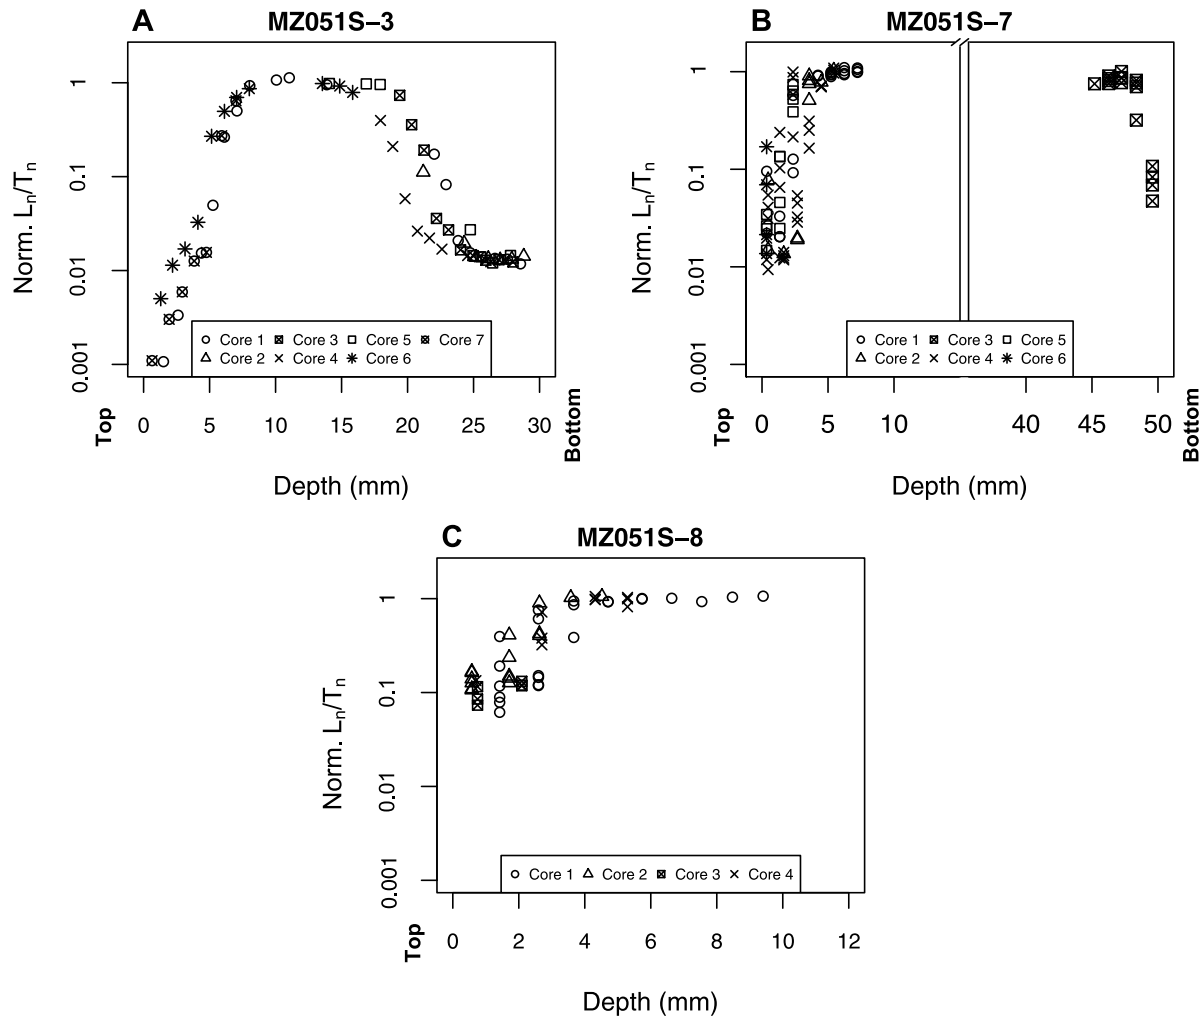 A
MZ051S−3
Norm. Ln/Tn
1
0.1
0.01
0.001
Core 1 Core 3 Core 5 Core 7
Core 2 Core 4 Core 6
Top
0 5 10 15 20 25 30
Bottom
Depth (mm)
B
MZ051S−7
Norm. Ln/Tn
1
0.1
0.01
0.001
Core 1 Core 3 Core 5
Core 2 Core 4 Core 6
Top
0 5 10 40 45 50
Bottom
Depth (mm)
C
MZ051S−8
Norm. Ln/Tn
1
0.1
0.01
0.001
Core 1 Core 2 Core 3 Core 4
Top
0 2 4 6 8 10 12
Depth (mm)